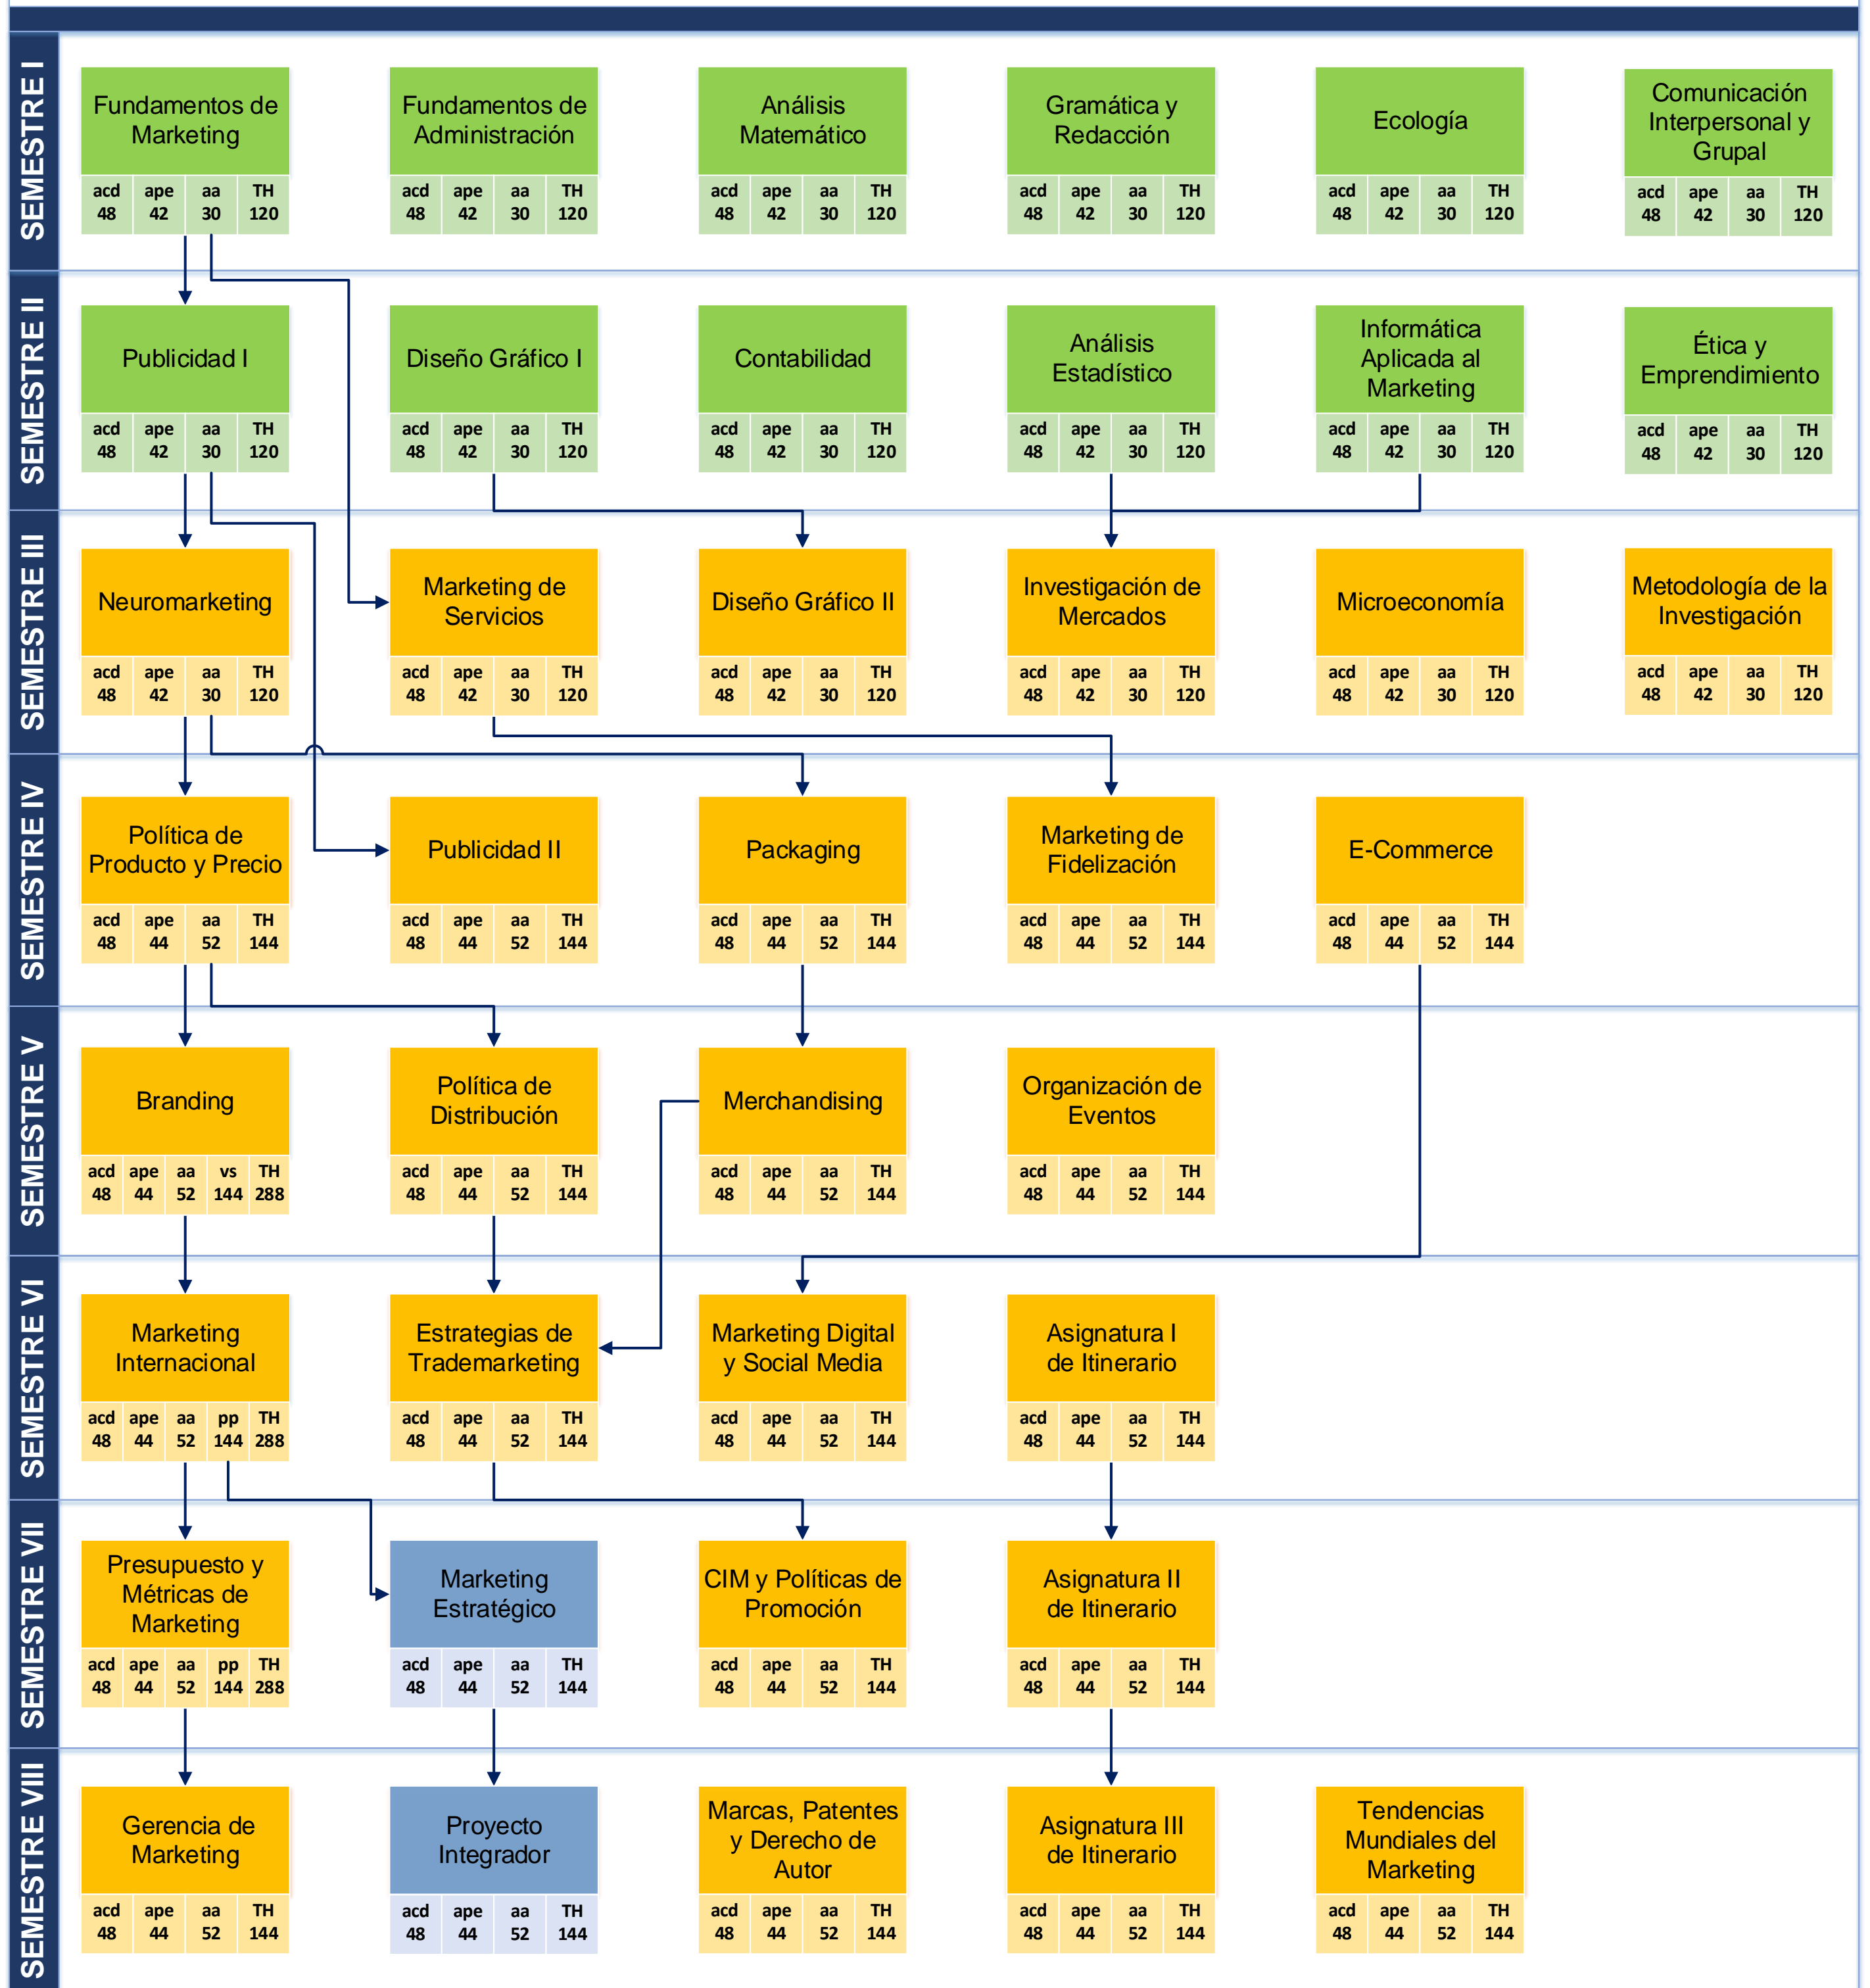 SEMESTRE I
Fundamentos de
Marketing
acd ape aa TH
48 42 30 120
Fundamentos de
Administración
acd ape aa TH
48 42 30 120
Análisis
Matemático
acd ape aa TH
48 42 30 120
Gramática y
Redacción
acd ape aa TH
48 42 30 120
Ecología
acd ape aa TH
48 42 30 120
Comunicación
Interpersonal y
Grupal
acd ape aa TH
48 42 30 120
SEMESTRE II
Publicidad I
acd ape aa TH
48 42 30 120
Diseño Gráfico I
acd ape aa TH
48 42 30 120
Contabilidad
acd ape aa TH
48 42 30 120
Análisis
Estadístico
acd ape aa TH
48 42 30 120
Informática
Aplicada al
Marketing
acd ape aa TH
48 42 30 120
Ética y
Emprendimiento
acd ape aa TH
48 42 30 120
SEMESTRE III
Neuromarketing
acd ape aa TH
48 42 30 120
Marketing de
Servicios
acd ape aa TH
48 42 30 120
Diseño Gráfico II
acd ape aa TH
48 42 30 120
Investigación de
Mercados
acd ape aa TH
48 42 30 120
Microeconomía
acd ape aa TH
48 42 30 120
Metodología de la
Investigación
acd ape aa TH
48 42 30 120
SEMESTRE IV
Política de
Producto y Precio
acd ape aa TH
48 44 52 144
Publicidad II
acd ape aa TH
48 44 52 144
Packaging
acd ape aa TH
48 44 52 144
Marketing de
Fidelización
acd ape aa TH
48 44 52 144
E-Commerce
acd ape aa TH
48 44 52 144
SEMESTRE V
Branding
acd ape aa vs TH
48 44 52 144 288
Política de
Distribución
acd ape aa TH
48 44 52 144
Merchandising
acd ape aa TH
48 44 52 144
Organización de
Eventos
acd ape aa TH
48 44 52 144
SEMESTRE VI
Marketing
Internacional
acd ape aa pp TH
48 44 52 144 288
Estrategias de
Trademarketing
acd ape aa TH
48 44 52 144
Marketing Digital
y Social Media
acd ape aa TH
48 44 52 144
Asignatura I
de Itinerario
acd ape aa TH
48 44 52 144
SEMESTRE VII
Presupuesto y
Métricas de
Marketing
acd ape aa pp TH
48 44 52 144 288
Marketing
Estratégico
acd ape aa TH
48 44 52 144
CIM y Políticas de
Promoción
acd ape aa TH
48 44 52 144
Asignatura II
de Itinerario
acd ape aa TH
48 44 52 144
SEMESTRE VIII
Gerencia de
Marketing
acd ape aa TH
48 44 52 144
Proyecto
Integrador
acd ape aa TH
48 44 52 144
Marcas, Patentes
y Derecho de
Autor
acd ape aa TH
48 44 52 144
Asignatura III
de Itinerario
acd ape aa TH
48 44 52 144
Tendencias
Mundiales del
Marketing
acd ape aa TH
48 44 52 144